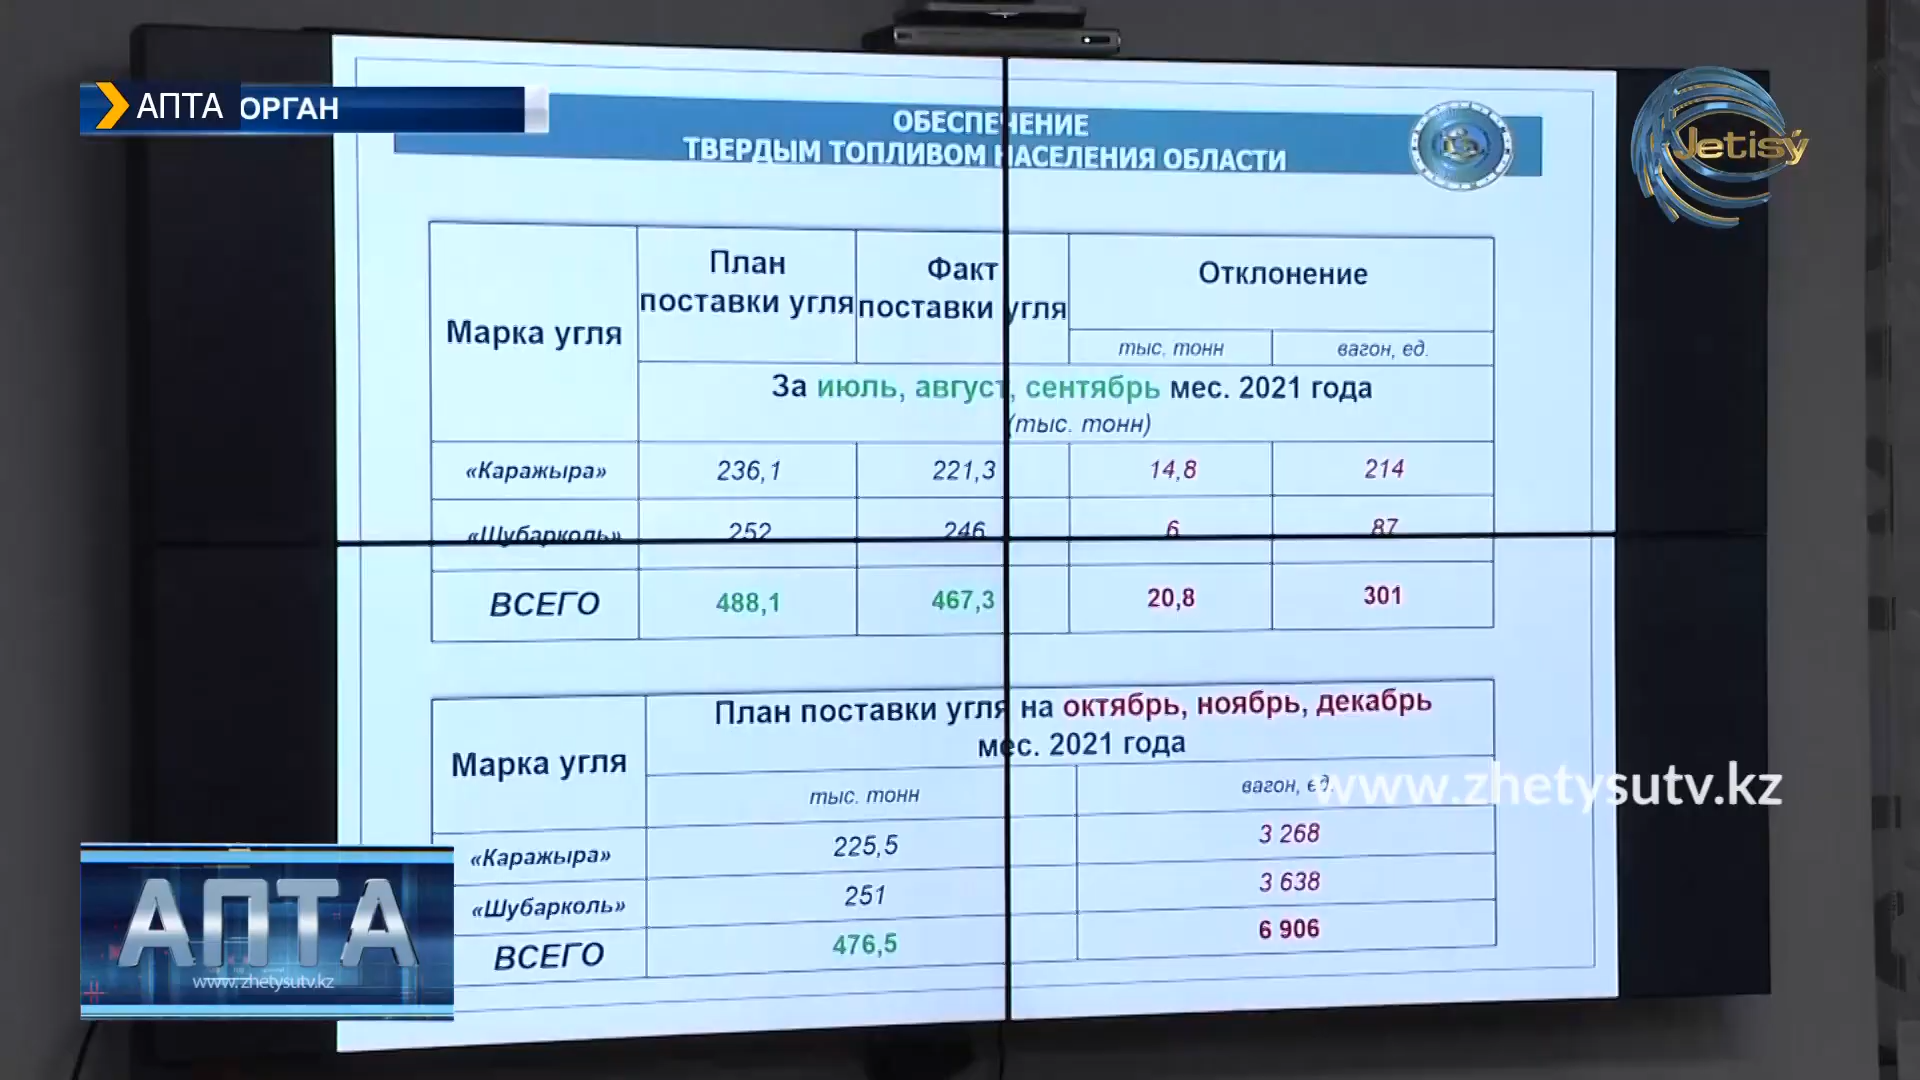 АПТА ОРГАН
Jetisý
ОБЕСПЕЧЕНИЕ
ТВЕРДЫМ ТОПЛИВОМ НАСЕЛЕНИЯ ОБЛАСТИ
Марка угля
План
поставки угля
Факт
поставки угля
Отклонение
тыс. тонн
вагон, ед.
За июль, август, сентябрь мес. 2021 года
(тыс. тонн)
«Каражыра» 236,1 221,3 14,8 214
«Шубарколь» 252 246 6 87
ВСЕГО 488,1 467,3 20,8 301
Марка угля
План поставки угля на октябрь, ноябрь, декабрь
мес. 2021 года
тыс. тонн
вагон, ед.
www.zhetysutv.kz
«Каражыра» 225,5 3 268
«Шубарколь» 251 3 638
ВСЕГО 476,5 6 906
АПТА
www.zhetysutv.kz